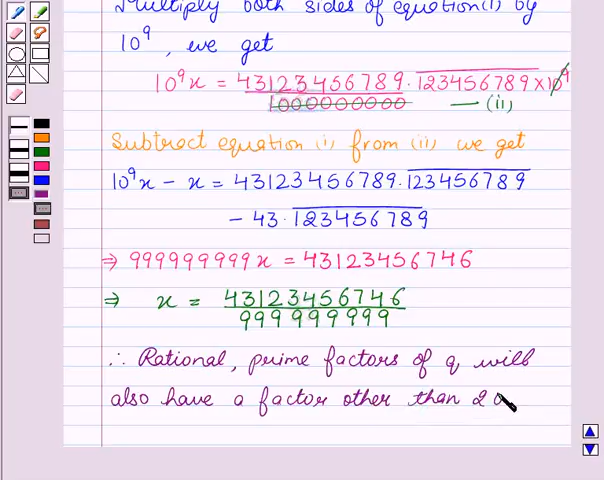 Multiply both sides of equation(i) by
10⁹, we get
10⁹x = 43123456789.123456789×10⁹
1000000000 — (ii)
Subtract equation (i) from (ii) we get
10⁹x − x = 43123456789.123456789
− 43.123456789
⇒ 999999999x = 43123456746
⇒ x = 43123456746
999999999
∴ Rational, prime factors of q will
also have a factor other than 2